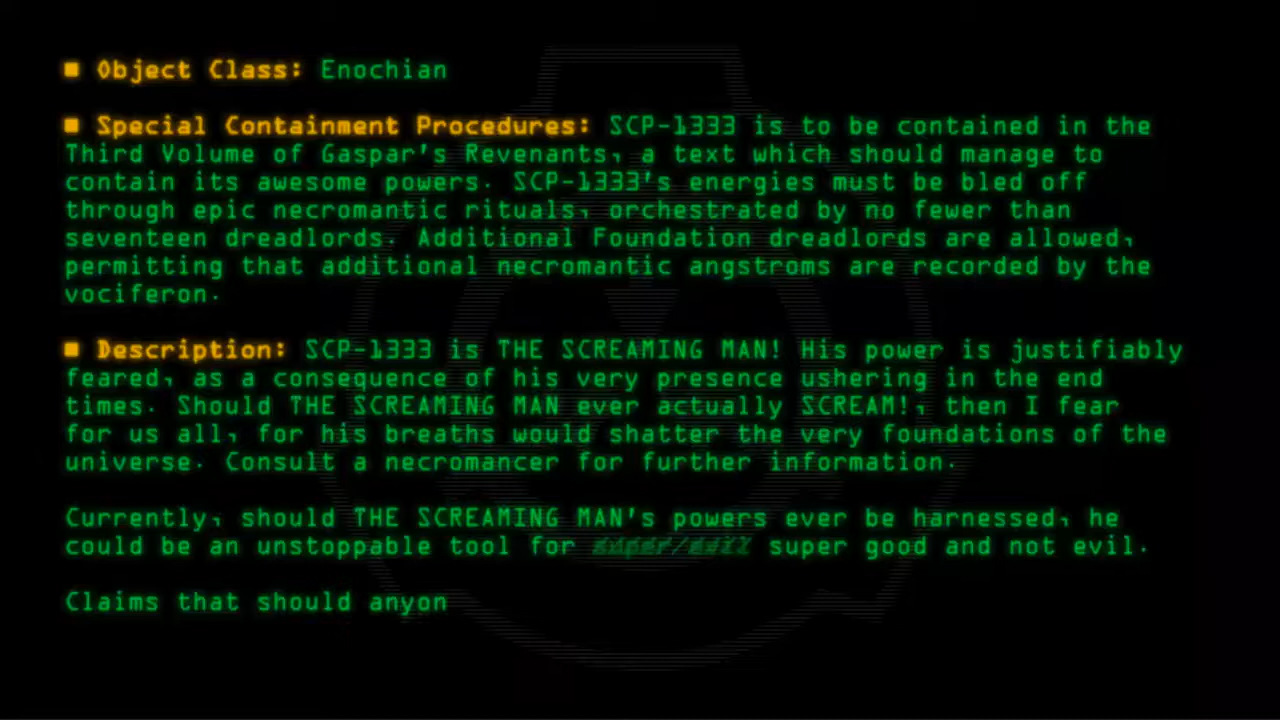 ■ Object Class: Enochian
■ Special Containment Procedures: SCP-1333 is to be contained in the
Third Volume of Gaspar's Revenants, a text which should manage to
contain its awesome powers. SCP-1333's energies must be bled off
through epic necromantic rituals, orchestrated by no fewer than
seventeen dreadlords. Additional Foundation dreadlords are allowed,
permitting that additional necromantic angstroms are recorded by the
vociferon.
■ Description: SCP-1333 is THE SCREAMING MAN! His power is justifiably
feared, as a consequence of his very presence ushering in the end
times. Should THE SCREAMING MAN ever actually SCREAM!, then I fear
for us all, for his breaths would shatter the very foundations of the
universe. Consult a necromancer for further information.
Currently, should THE SCREAMING MAN's powers ever be harnessed, he
could be an unstoppable tool for super good and not evil.
Claims that should anyon